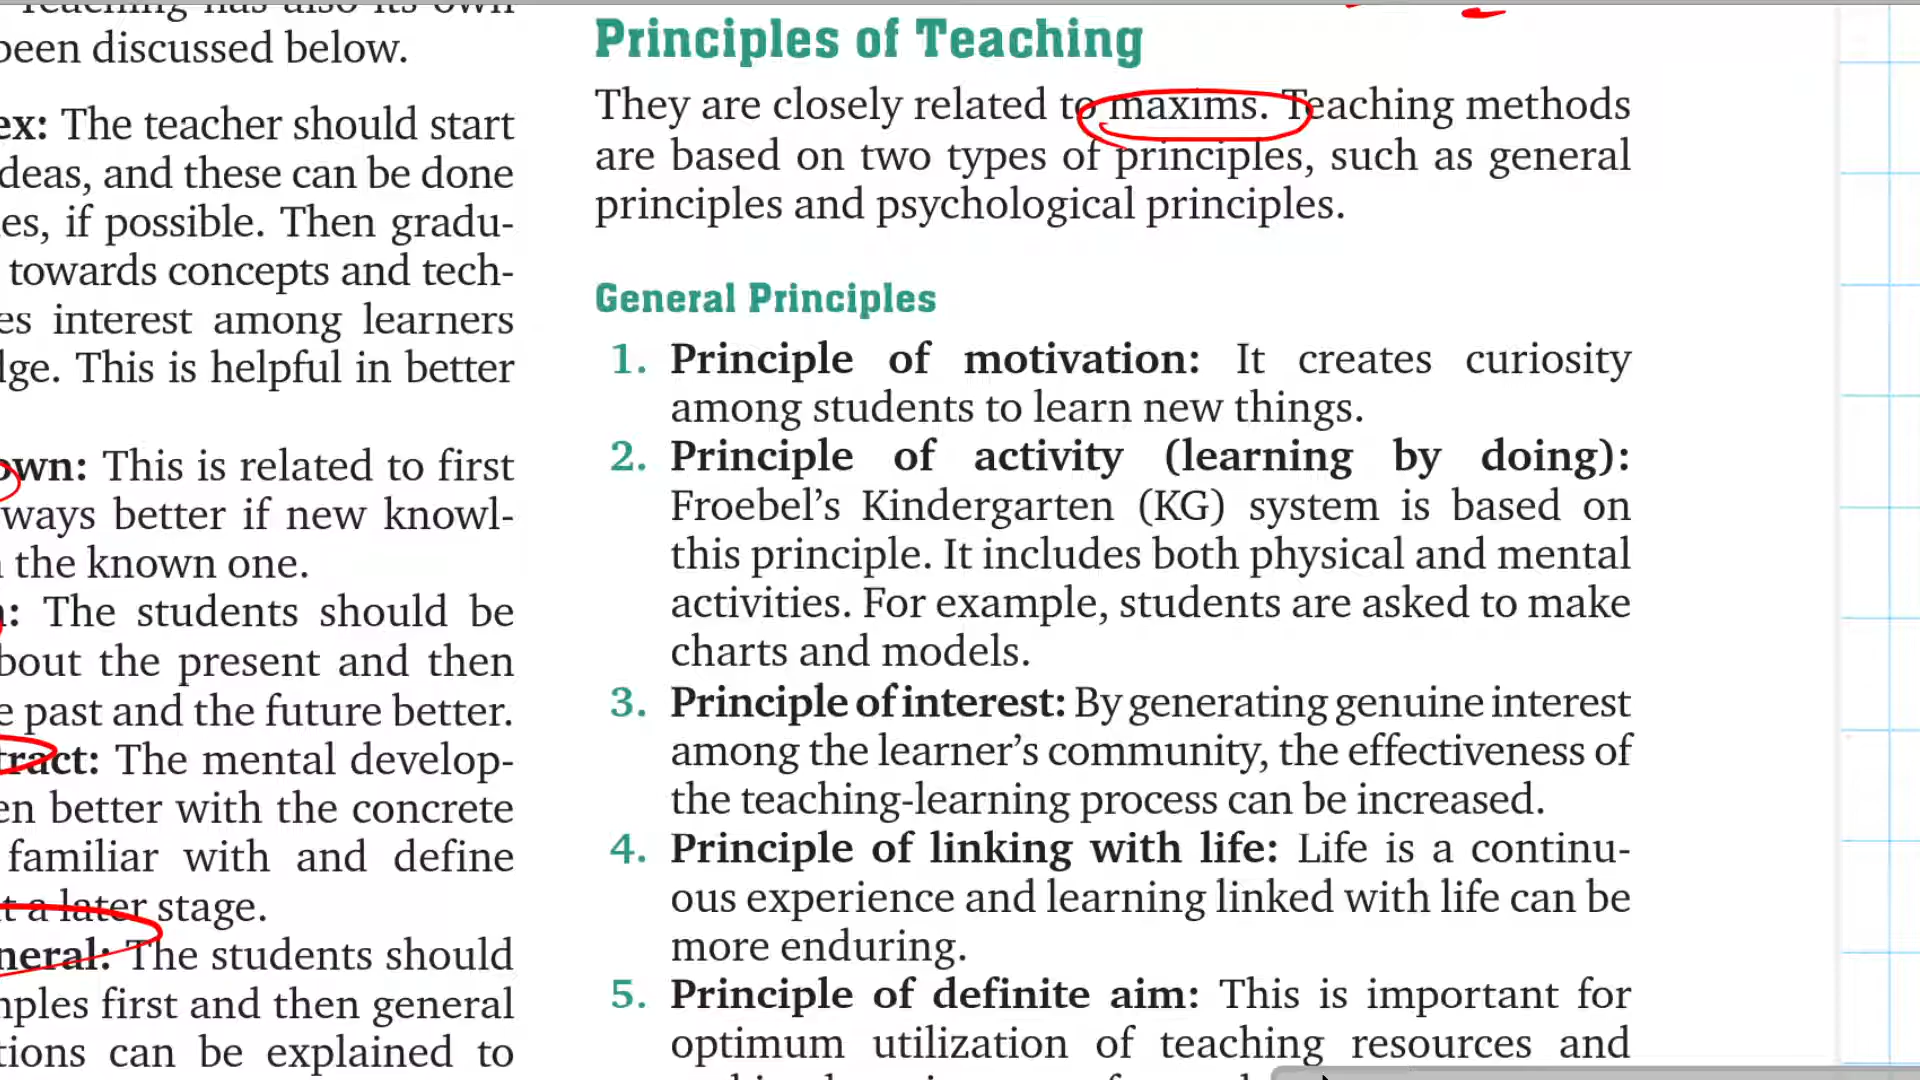 been discussed below.
ex: The teacher should start
deas, and these can be done
es, if possible. Then gradu-
towards concepts and tech-
es interest among learners
lge. This is helpful in better
own: This is related to first
ways better if new knowl-
the known one.
: The students should be
bout the present and then
e past and the future better.
tract: The mental develop-
en better with the concrete
familiar with and define
t a later stage.
neral: The students should
mples first and then general
tions can be explained to
Principles of Teaching
They are closely related to maxims. Teaching methods
are based on two types of principles, such as general
principles and psychological principles.
General Principles
1. Principle of motivation: It creates curiosity
among students to learn new things.
2. Principle of activity (learning by doing):
Froebel’s Kindergarten (KG) system is based on
this principle. It includes both physical and mental
activities. For example, students are asked to make
charts and models.
3. Principle of interest: By generating genuine interest
among the learner’s community, the effectiveness of
the teaching-learning process can be increased.
4. Principle of linking with life: Life is a continu-
ous experience and learning linked with life can be
more enduring.
5. Principle of definite aim: This is important for
optimum utilization of teaching resources and